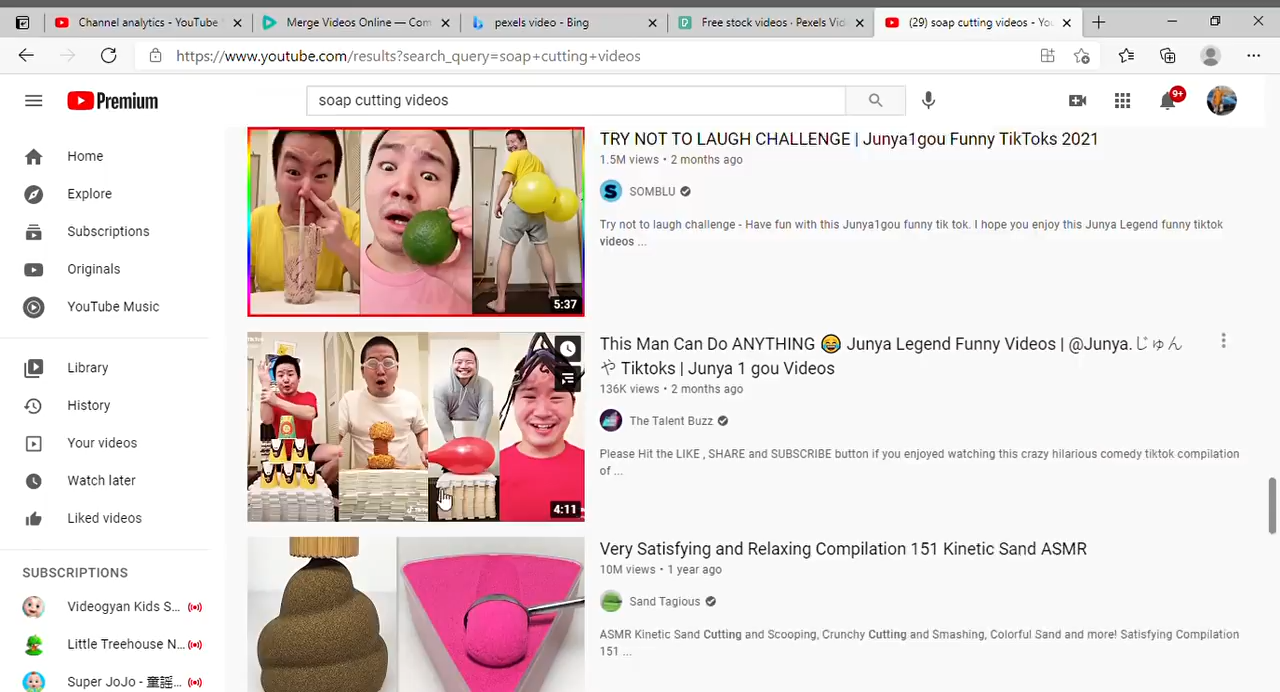 Channel analytics - YouTube
Merge Videos Online — Com
pexels video - Bing
Free stock videos · Pexels Vid
(29) soap cutting videos - You
https://www.youtube.com/results?search_query=soap+cutting+videos
Premium
soap cutting videos
9+
Home
Explore
Subscriptions
Originals
YouTube Music
Library
History
Your videos
Watch later
Liked videos
SUBSCRIPTIONS
Videogyan Kids S...
Little Treehouse N...
Super JoJo - 童謡...
5:37
TRY NOT TO LAUGH CHALLENGE | Junya1gou Funny TikToks 2021
1.5M views • 2 months ago
S SOMBLU
Try not to laugh challenge - Have fun with this Junya1gou funny tik tok. I hope you enjoy this Junya Legend funny tiktok
videos ...
4:11
This Man Can Do ANYTHING 😂 Junya Legend Funny Videos | @Junya.じゅん
や Tiktoks | Junya 1 gou Videos
136K views • 2 months ago
The Talent Buzz
Please Hit the LIKE , SHARE and SUBSCRIBE button if you enjoyed watching this crazy hilarious comedy tiktok compilation
of ...
Very Satisfying and Relaxing Compilation 151 Kinetic Sand ASMR
10M views • 1 year ago
Sand Tagious
ASMR Kinetic Sand Cutting and Scooping, Crunchy Cutting and Smashing, Colorful Sand and more! Satisfying Compilation
151 ...